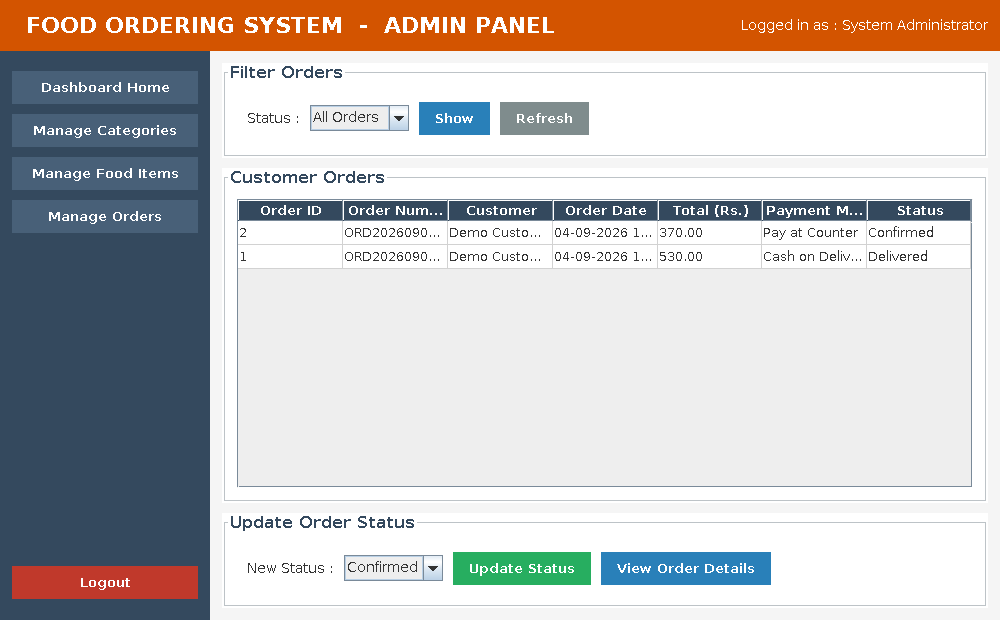 FOOD ORDERING SYSTEM - ADMIN PANEL
Logged in as : System Administrator
Dashboard Home
Manage Categories
Manage Food Items
Manage Orders
Logout
Filter Orders
Status : All Orders Show Refresh
Customer Orders
Order ID Order Num... Customer Order Date Total (Rs.) Payment M... Status
2 ORD2026090... Demo Custo... 04-09-2026 1... 370.00 Pay at Counter Confirmed
1 ORD2026090... Demo Custo... 04-09-2026 1... 530.00 Cash on Deliv... Delivered
Update Order Status
New Status : Confirmed Update Status View Order Details